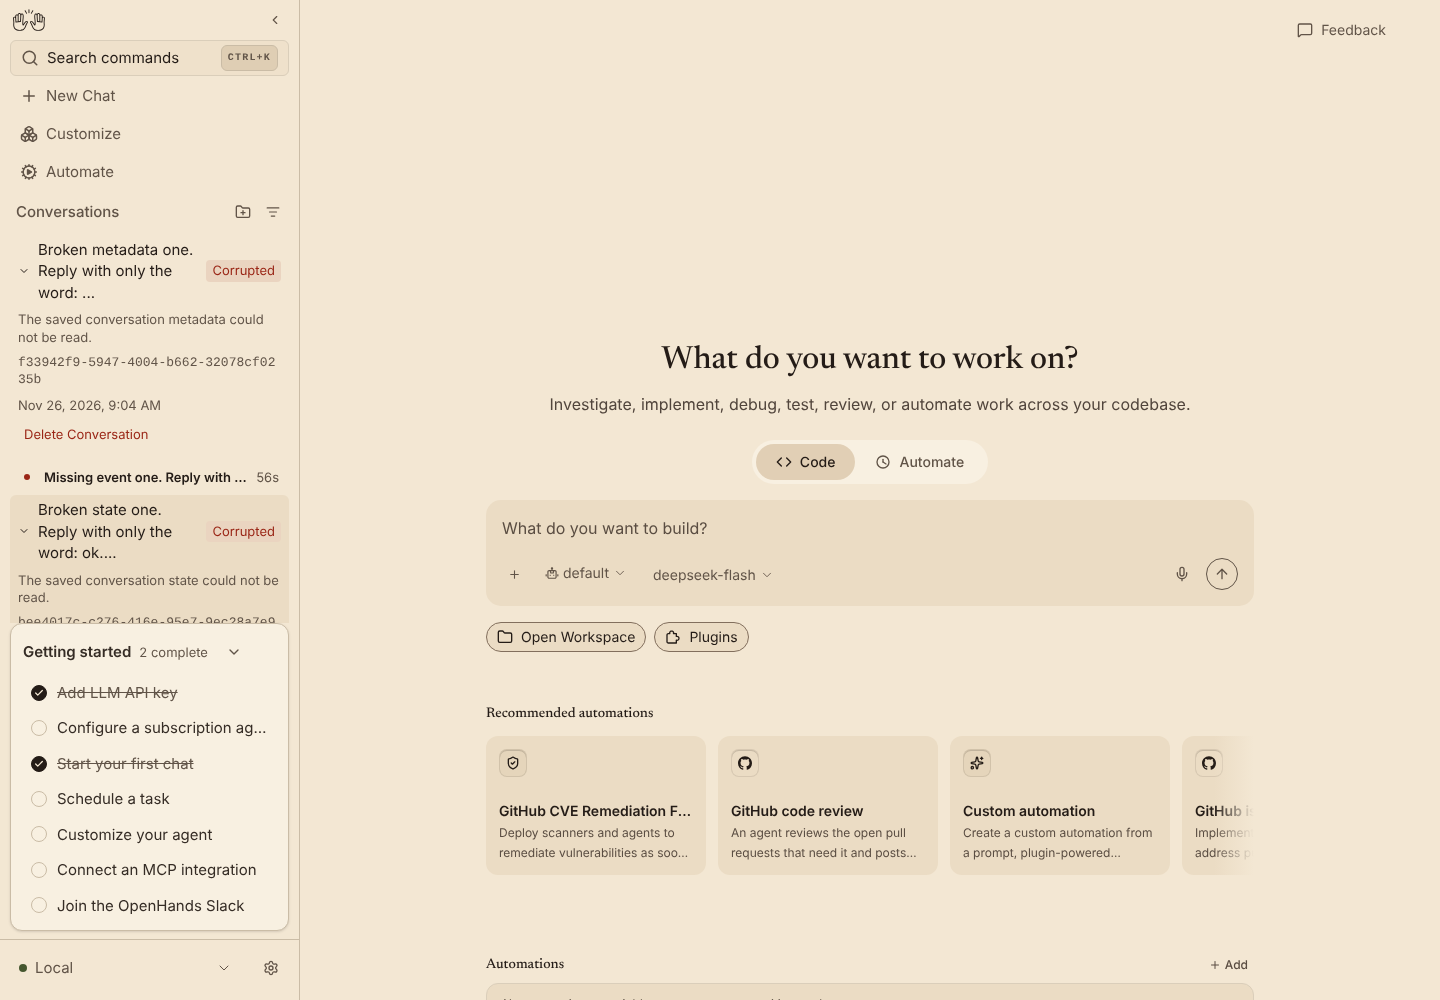 Search commands
CTRL+K
New Chat
Customize
Automate
Conversations
Broken metadata one.
Reply with only the
word: ...
Corrupted
The saved conversation metadata could
not be read.
f33942f9-5947-4004-b662-32078cf02
35b
Nov 26, 2026, 9:04 AM
Delete Conversation
Missing event one. Reply with ...
56s
Broken state one.
Reply with only the
word: ok....
Corrupted
The saved conversation state could not be
read.
Getting started
2 complete
Add LLM API key
Configure a subscription ag...
Start your first chat
Schedule a task
Customize your agent
Connect an MCP integration
Join the OpenHands Slack
Local
Feedback
What do you want to work on?
Investigate, implement, debug, test, review, or automate work across your codebase.
Code
Automate
What do you want to build?
default
deepseek-flash
Open Workspace
Plugins
Recommended automations
GitHub CVE Remediation F...
Deploy scanners and agents to
remediate vulnerabilities as soo...
GitHub code review
An agent reviews the open pull
requests that need it and posts...
Custom automation
Create a custom automation from
a prompt, plugin-powered...
GitHub
address
Automations
Add